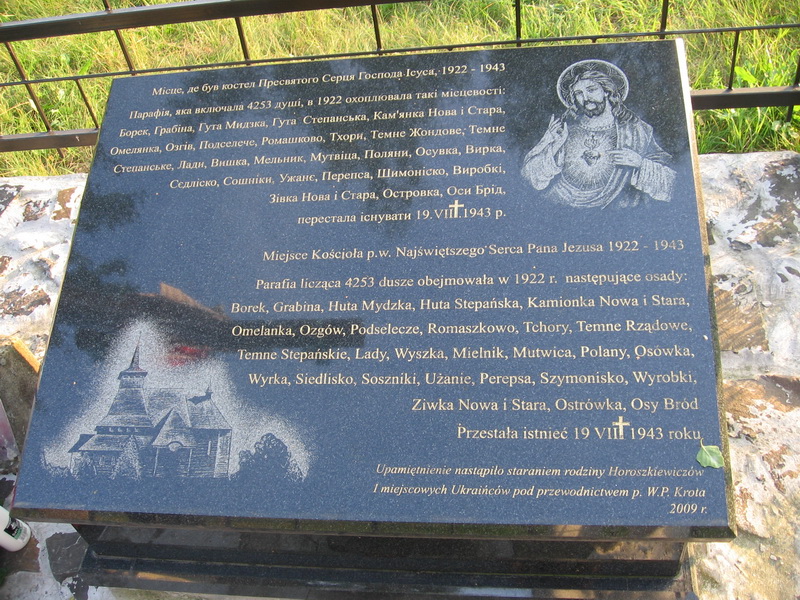 Місце, де був костел Пресвятого Серця Господа Ісуса, 1922 - 1943
Парафія, яка включала 4253 душі, в 1922 охоплювала такі місцевості:
Борек, Грабіна, Гута Мидзка, Гута Степанська, Кам'янка Нова і Стара,
Омелянка, Озгів, Подселече, Ромашково, Тхори, Темне Жондове, Темне
Степанське, Лади, Вишка, Мельник, Мутвіца, Поляни, Осувка, Вирка,
Сєдліско, Сошніки, Ужанє, Перепса, Шимоніско, Виробкі,
Зівка Нова і Стара, Островка, Оси Брід,
перестала існувати 19.VII 1943 р.
Miejsce Kościoła p.w. Najświętszego Serca Pana Jezusa 1922 - 1943
Parafia licząca 4253 dusze obejmowała w 1922 r. następujące osady:
Borek, Grabina, Huta Mydzka, Huta Stepańska, Kamionka Nowa i Stara,
Omelanka, Ozgów, Podselecze, Romaszkowo, Tchory, Temne Rządowe,
Temne Stepańskie, Lady, Wyszka, Mielnik, Mutwica, Polany, Osówka,
Wyrka, Siedlisko, Soszniki, Użanie, Perepsa, Szymonisko, Wyrobki,
Ziwka Nowa i Stara, Ostrówka, Osy Bród
Przestała istnieć 19 VII 1943 roku
Upamiętnienie nastąpiło staraniem rodziny Horoszkiewiczów
I miejscowych Ukraińców pod przewodnictwem p. W.P. Krota
2009 r.